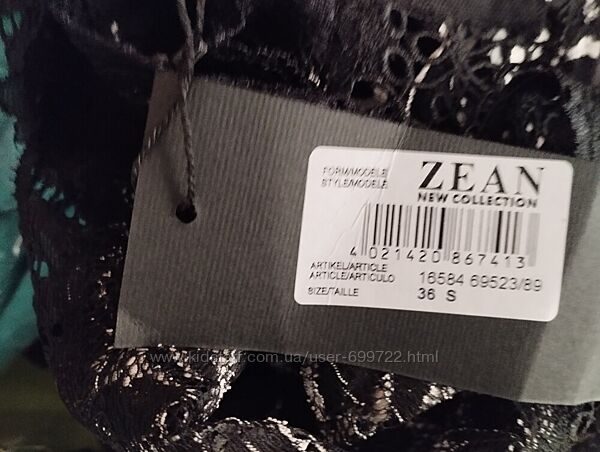 FORM/MODELE
STYLE/MODELE
ZEAN
NEW COLLECTION
4 021420 867413
ARTIKEL/ARTICLE
ARTICLE/ARTICULO
16584 69523/89
SIZE/TAILLE
36 S
www.kidstaff.com.ua/user-699722.html